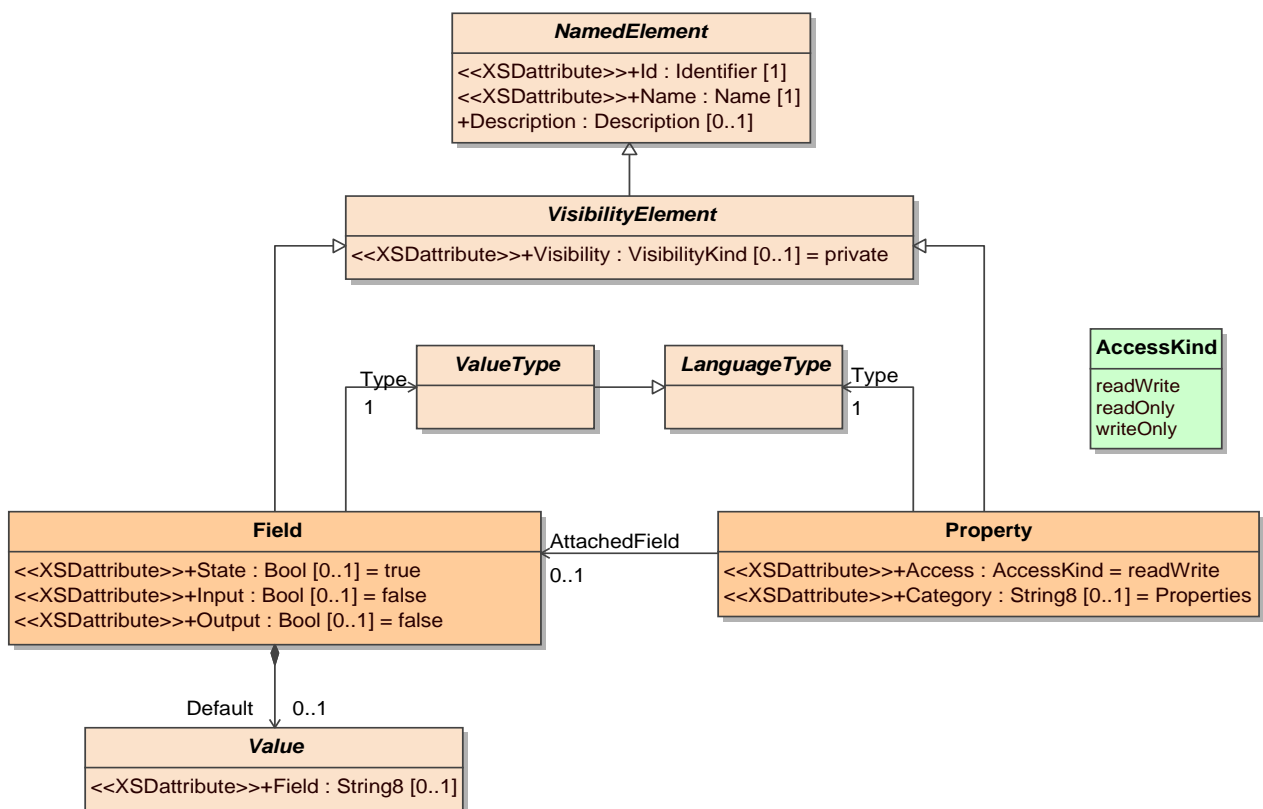 NamedElement
<<XSDattribute>>+Id : Identifier [1]
<<XSDattribute>>+Name : Name [1]
+Description : Description [0..1]
VisibilityElement
<<XSDattribute>>+Visibility : VisibilityKind [0..1] = private
ValueType
LanguageType
Type
1
Type
1
AccessKind
readWrite
readOnly
writeOnly
Field
<<XSDattribute>>+State : Bool [0..1] = true
<<XSDattribute>>+Input : Bool [0..1] = false
<<XSDattribute>>+Output : Bool [0..1] = false
AttachedField
0..1
Property
<<XSDattribute>>+Access : AccessKind = readWrite
<<XSDattribute>>+Category : String8 [0..1] = Properties
Default
0..1
Value
<<XSDattribute>>+Field : String8 [0..1]